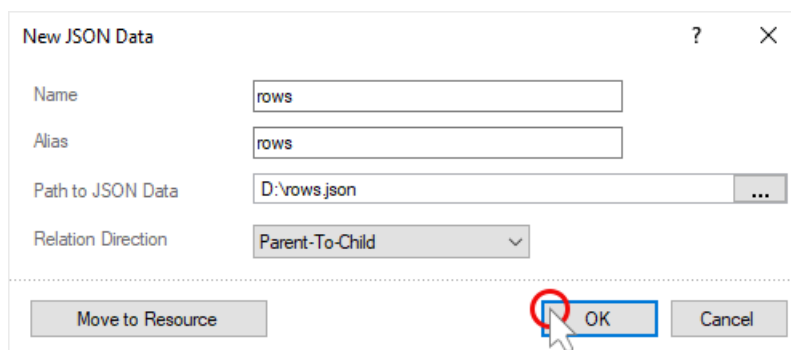 New JSON Data ?
Name rows
Alias rows
Path to JSON Data D:\rows.json ...
Relation Direction Parent-To-Child
Move to Resource OK Cancel